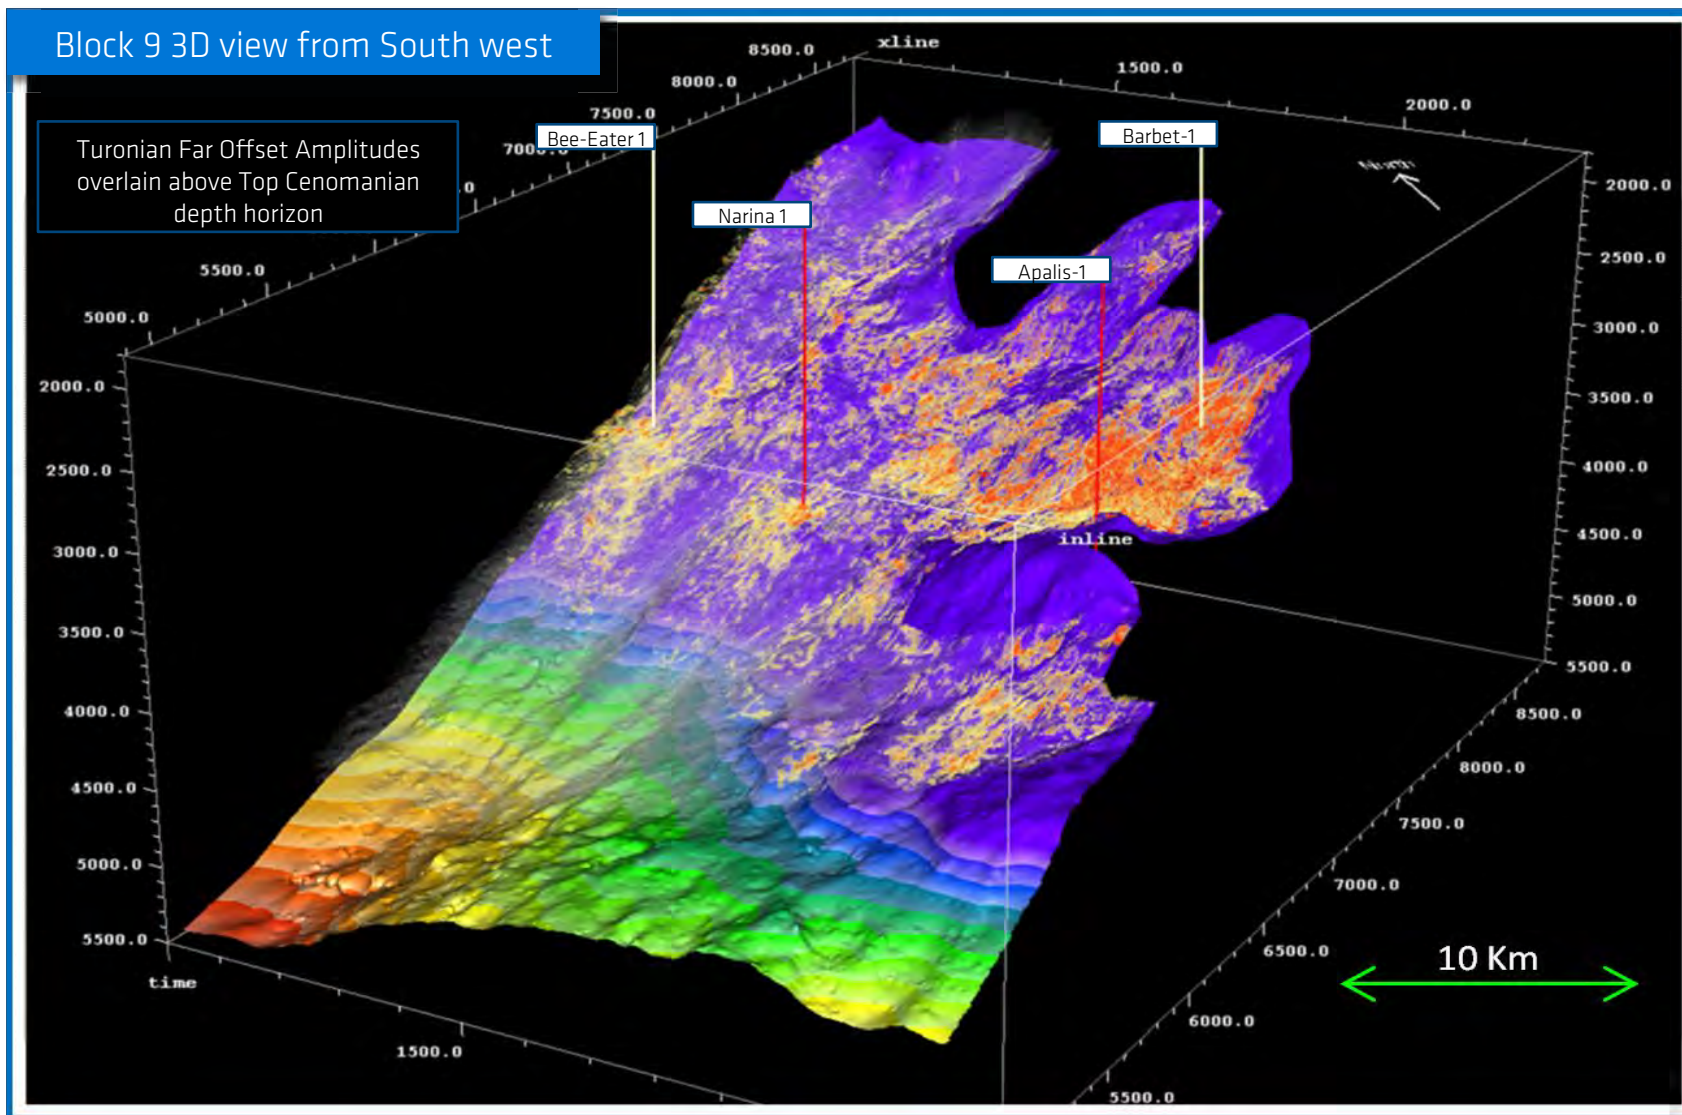 Block 9 3D view from South west
Turonian Far Offset Amplitudes
overlain above Top Cenomanian
depth horizon
xline
8500.0
8000.0
7500.0
5500.0
5000.0
1500.0
2000.0
Bee-Eater 1
Narina 1
Apalis-1
Barbet-1
North
2000.0
2500.0
3000.0
3500.0
4000.0
4500.0
5000.0
5500.0
2000.0
2500.0
3000.0
3500.0
4000.0
4500.0
5000.0
5500.0
inline
time
1500.0
8500.0
8000.0
7500.0
7000.0
6500.0
6000.0
5500.0
10 Km